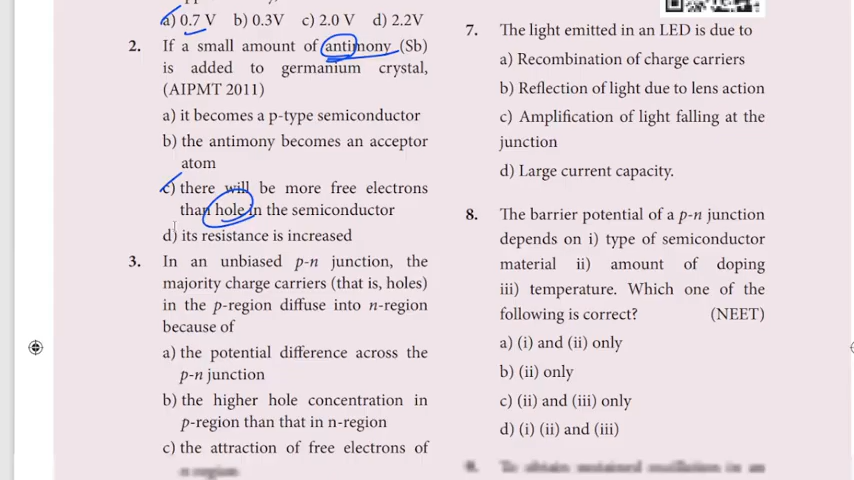 a) 0.7 V b) 0.3V c) 2.0 V d) 2.2V
2. If a small amount of antimony (Sb)
is added to germanium crystal,
(AIPMT 2011)
a) it becomes a p-type semiconductor
b) the antimony becomes an acceptor
atom
c) there will be more free electrons
than hole in the semiconductor
d) its resistance is increased
3. In an unbiased p-n junction, the
majority charge carriers (that is, holes)
in the p-region diffuse into n-region
because of
a) the potential difference across the
p-n junction
b) the higher hole concentration in
p-region than that in n-region
c) the attraction of free electrons of
n region
7. The light emitted in an LED is due to
a) Recombination of charge carriers
b) Reflection of light due to lens action
c) Amplification of light falling at the
junction
d) Large current capacity.
8. The barrier potential of a p-n junction
depends on i) type of semiconductor
material ii) amount of doping
iii) temperature. Which one of the
following is correct? (NEET)
a) (i) and (ii) only
b) (ii) only
c) (ii) and (iii) only
d) (i) (ii) and (iii)
To obtain sustained oscillation in an